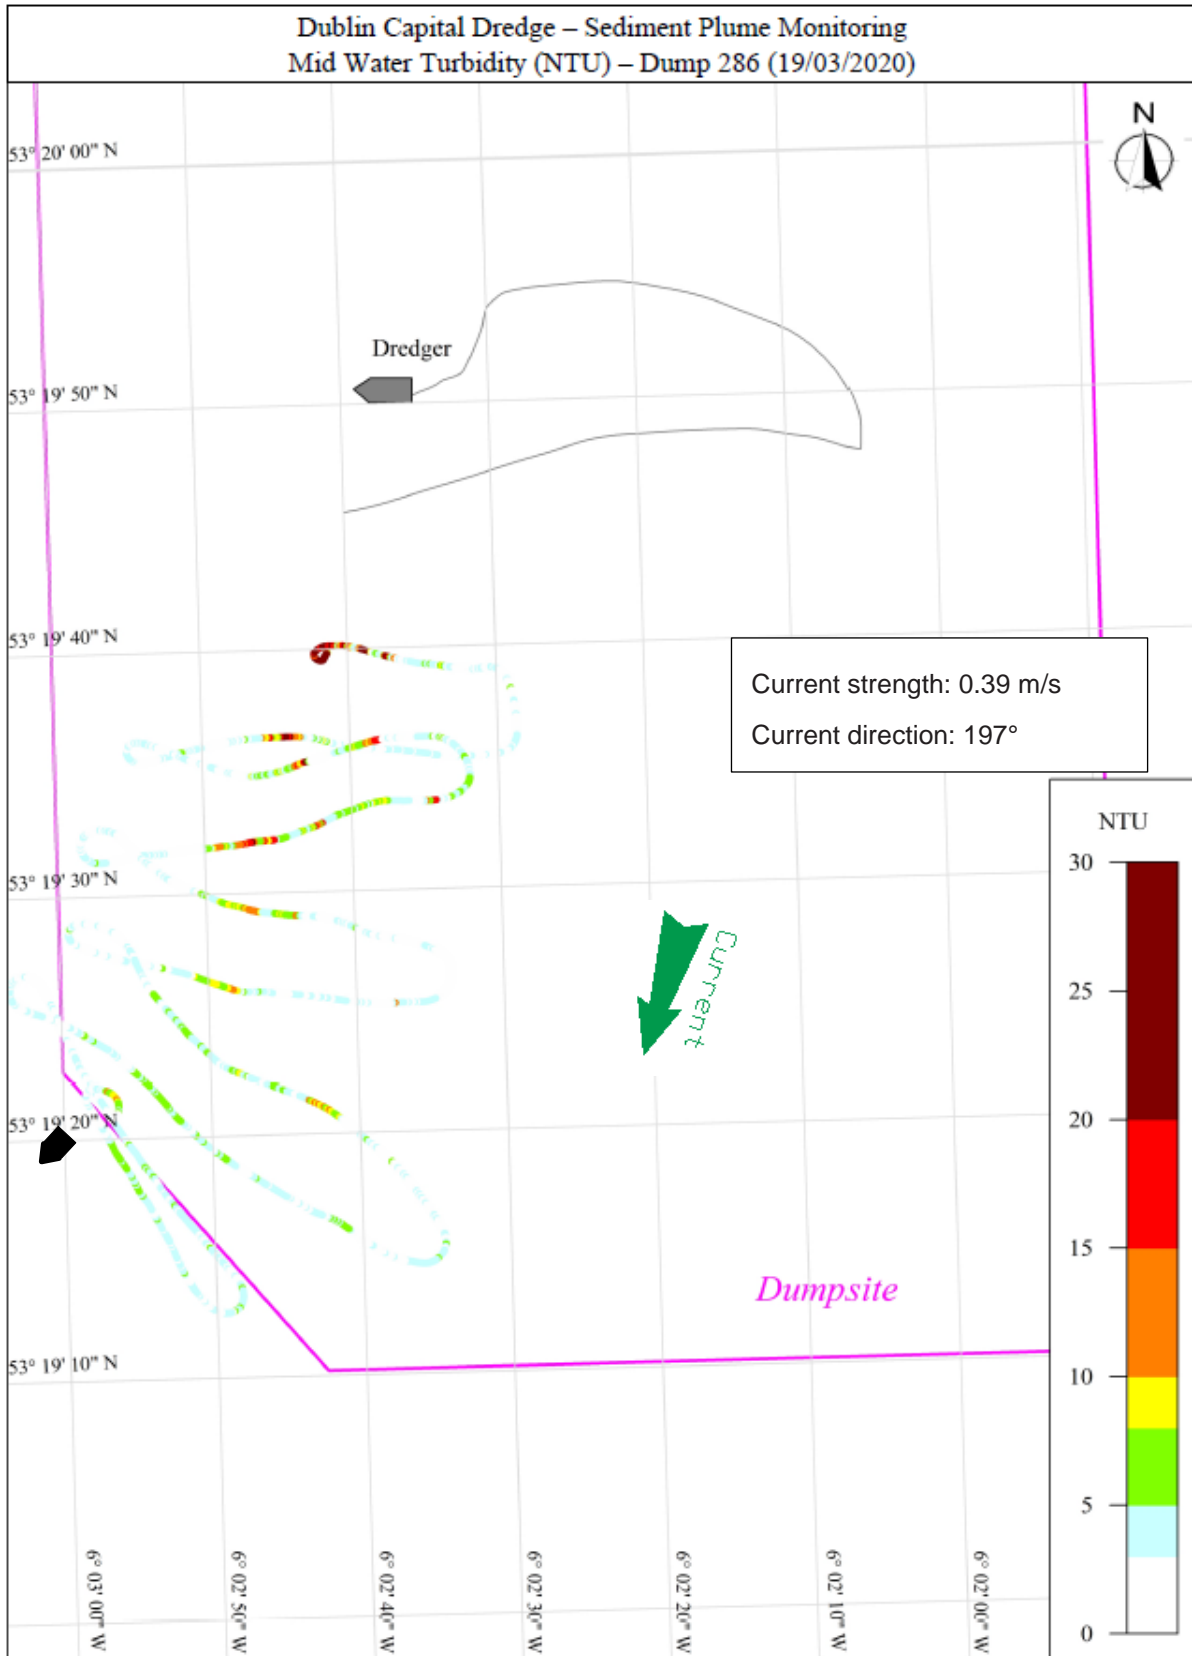 Dublin Capital Dredge – Sediment Plume Monitoring
Mid Water Turbidity (NTU) – Dump 286 (19/03/2020)
N
53° 20' 00" N
Dredger
53° 19' 50" N
53° 19' 40" N
Current strength: 0.39 m/s
Current direction: 197°
NTU
30
53° 19' 30" N
Current
25
53° 19' 20" N
20
15
Dumpsite
53° 19' 10" N
10
5
0
6° 03' 00" W
6° 02' 50" W
6° 02' 40" W
6° 02' 30" W
6° 02' 20" W
6° 02' 10" W
6° 02' 00" W